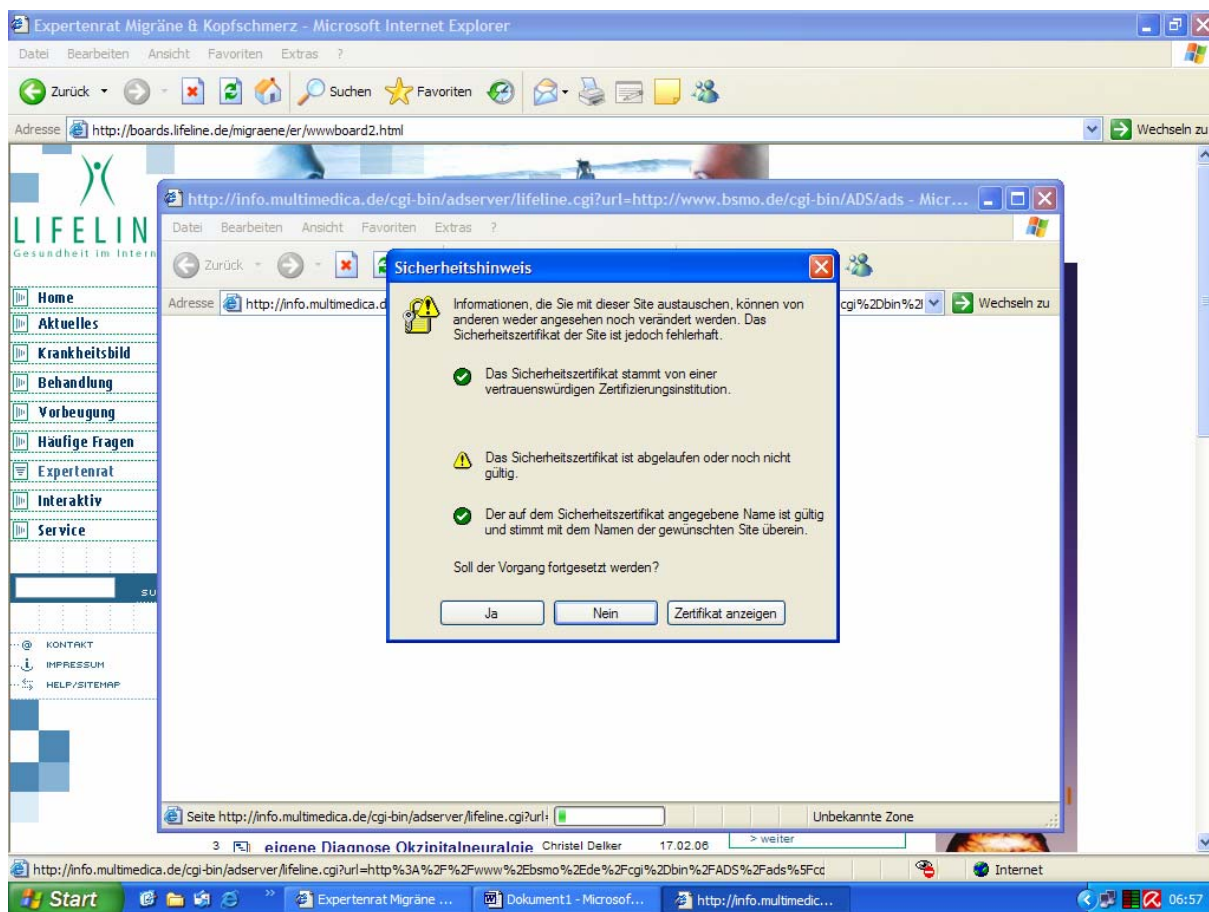 Expertenrat Migräne & Kopfschmerz - Microsoft Internet Explorer
Datei Bearbeiten Ansicht Favoriten Extras ?
Zurück Suchen Favoriten
Adresse http://boards.lifeline.de/migraene/er/wwwboard2.html Wechseln zu
LIFELIN
Gesundheit im Intern
Home
Aktuelles
Krankheitsbild
Behandlung
Vorbeugung
Häufige Fragen
Expertenrat
Interaktiv
Service
SU
KONTAKT
IMPRESSUM
HELP/SITEMAP
http://info.multimedica.de/cgi-bin/adserver/lifeline.cgi?url=http://www.bsmo.de/cgi-bin/ADS/ads - Micr...
Datei Bearbeiten Ansicht Favoriten Extras ?
Zurück
Adresse http://info.multimedica.d cgi%2Dbin%2 Wechseln zu
Sicherheitshinweis
Informationen, die Sie mit dieser Site austauschen, können von
anderen weder angesehen noch verändert werden. Das
Sicherheitszertifikat der Site ist jedoch fehlerhaft.
Das Sicherheitszertifikat stammt von einer
vertrauenswürdigen Zertifizierungsinstitution.
Das Sicherheitszertifikat ist abgelaufen oder noch nicht
gültig.
Der auf dem Sicherheitszertifikat angegebene Name ist gültig
und stimmt mit dem Namen der gewünschten Site überein.
Soll der Vorgang fortgesetzt werden?
Ja Nein Zertifikat anzeigen
Seite http://info.multimedica.de/cgi-bin/adserver/lifeline.cgi?url= Unbekannte Zone
3 eigene Diagnose Okzipitalneuralgie Christel Delker 17.02.06 > weiter
http://info.multimedica.de/cgi-bin/adserver/lifeline.cgi?url=http%3A%2F%2Fwww%2Ebsmo%2Ede%2Fcgi%2Dbin%2FADS%2Fads%5Fcc Internet
Start » Expertenrat Migräne ... Dokument1 - Microsof... http://info.multimedic... 06:57